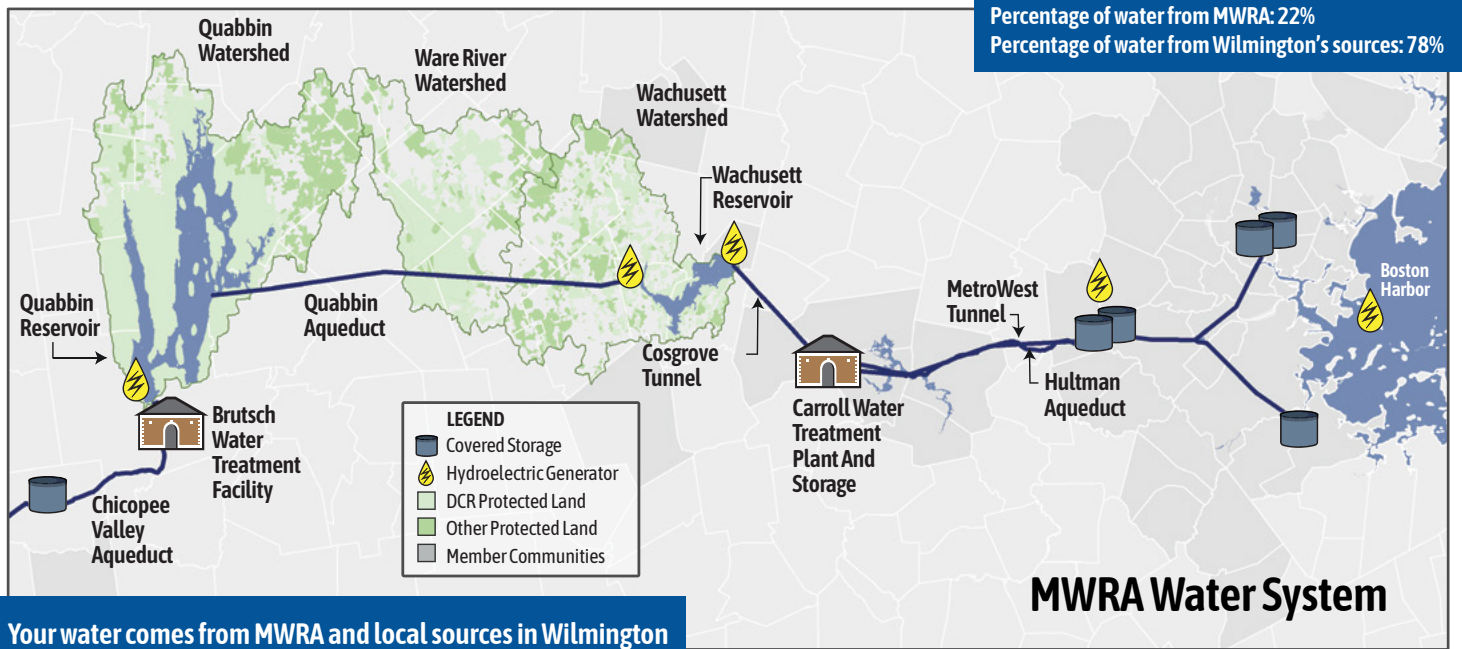 Percentage of water from MWRA: 22%
Percentage of water from Wilmington's sources: 78%
Quabbin
Watershed
Ware River
Watershed
Wachusett
Watershed
Wachusett
Reservoir
Boston
Harbor
Quabbin
Reservoir
Quabbin
Aqueduct
MetroWest
Tunnel
Cosgrove
Tunnel
Hultman
Aqueduct
Brutsch
Water
Treatment
Facility
Carroll Water
Treatment
Plant And
Storage
Chicopee
Valley
Aqueduct
LEGEND
Covered Storage
Hydroelectric Generator
DCR Protected Land
Other Protected Land
Member Communities
MWRA Water System
Your water comes from MWRA and local sources in Wilmington